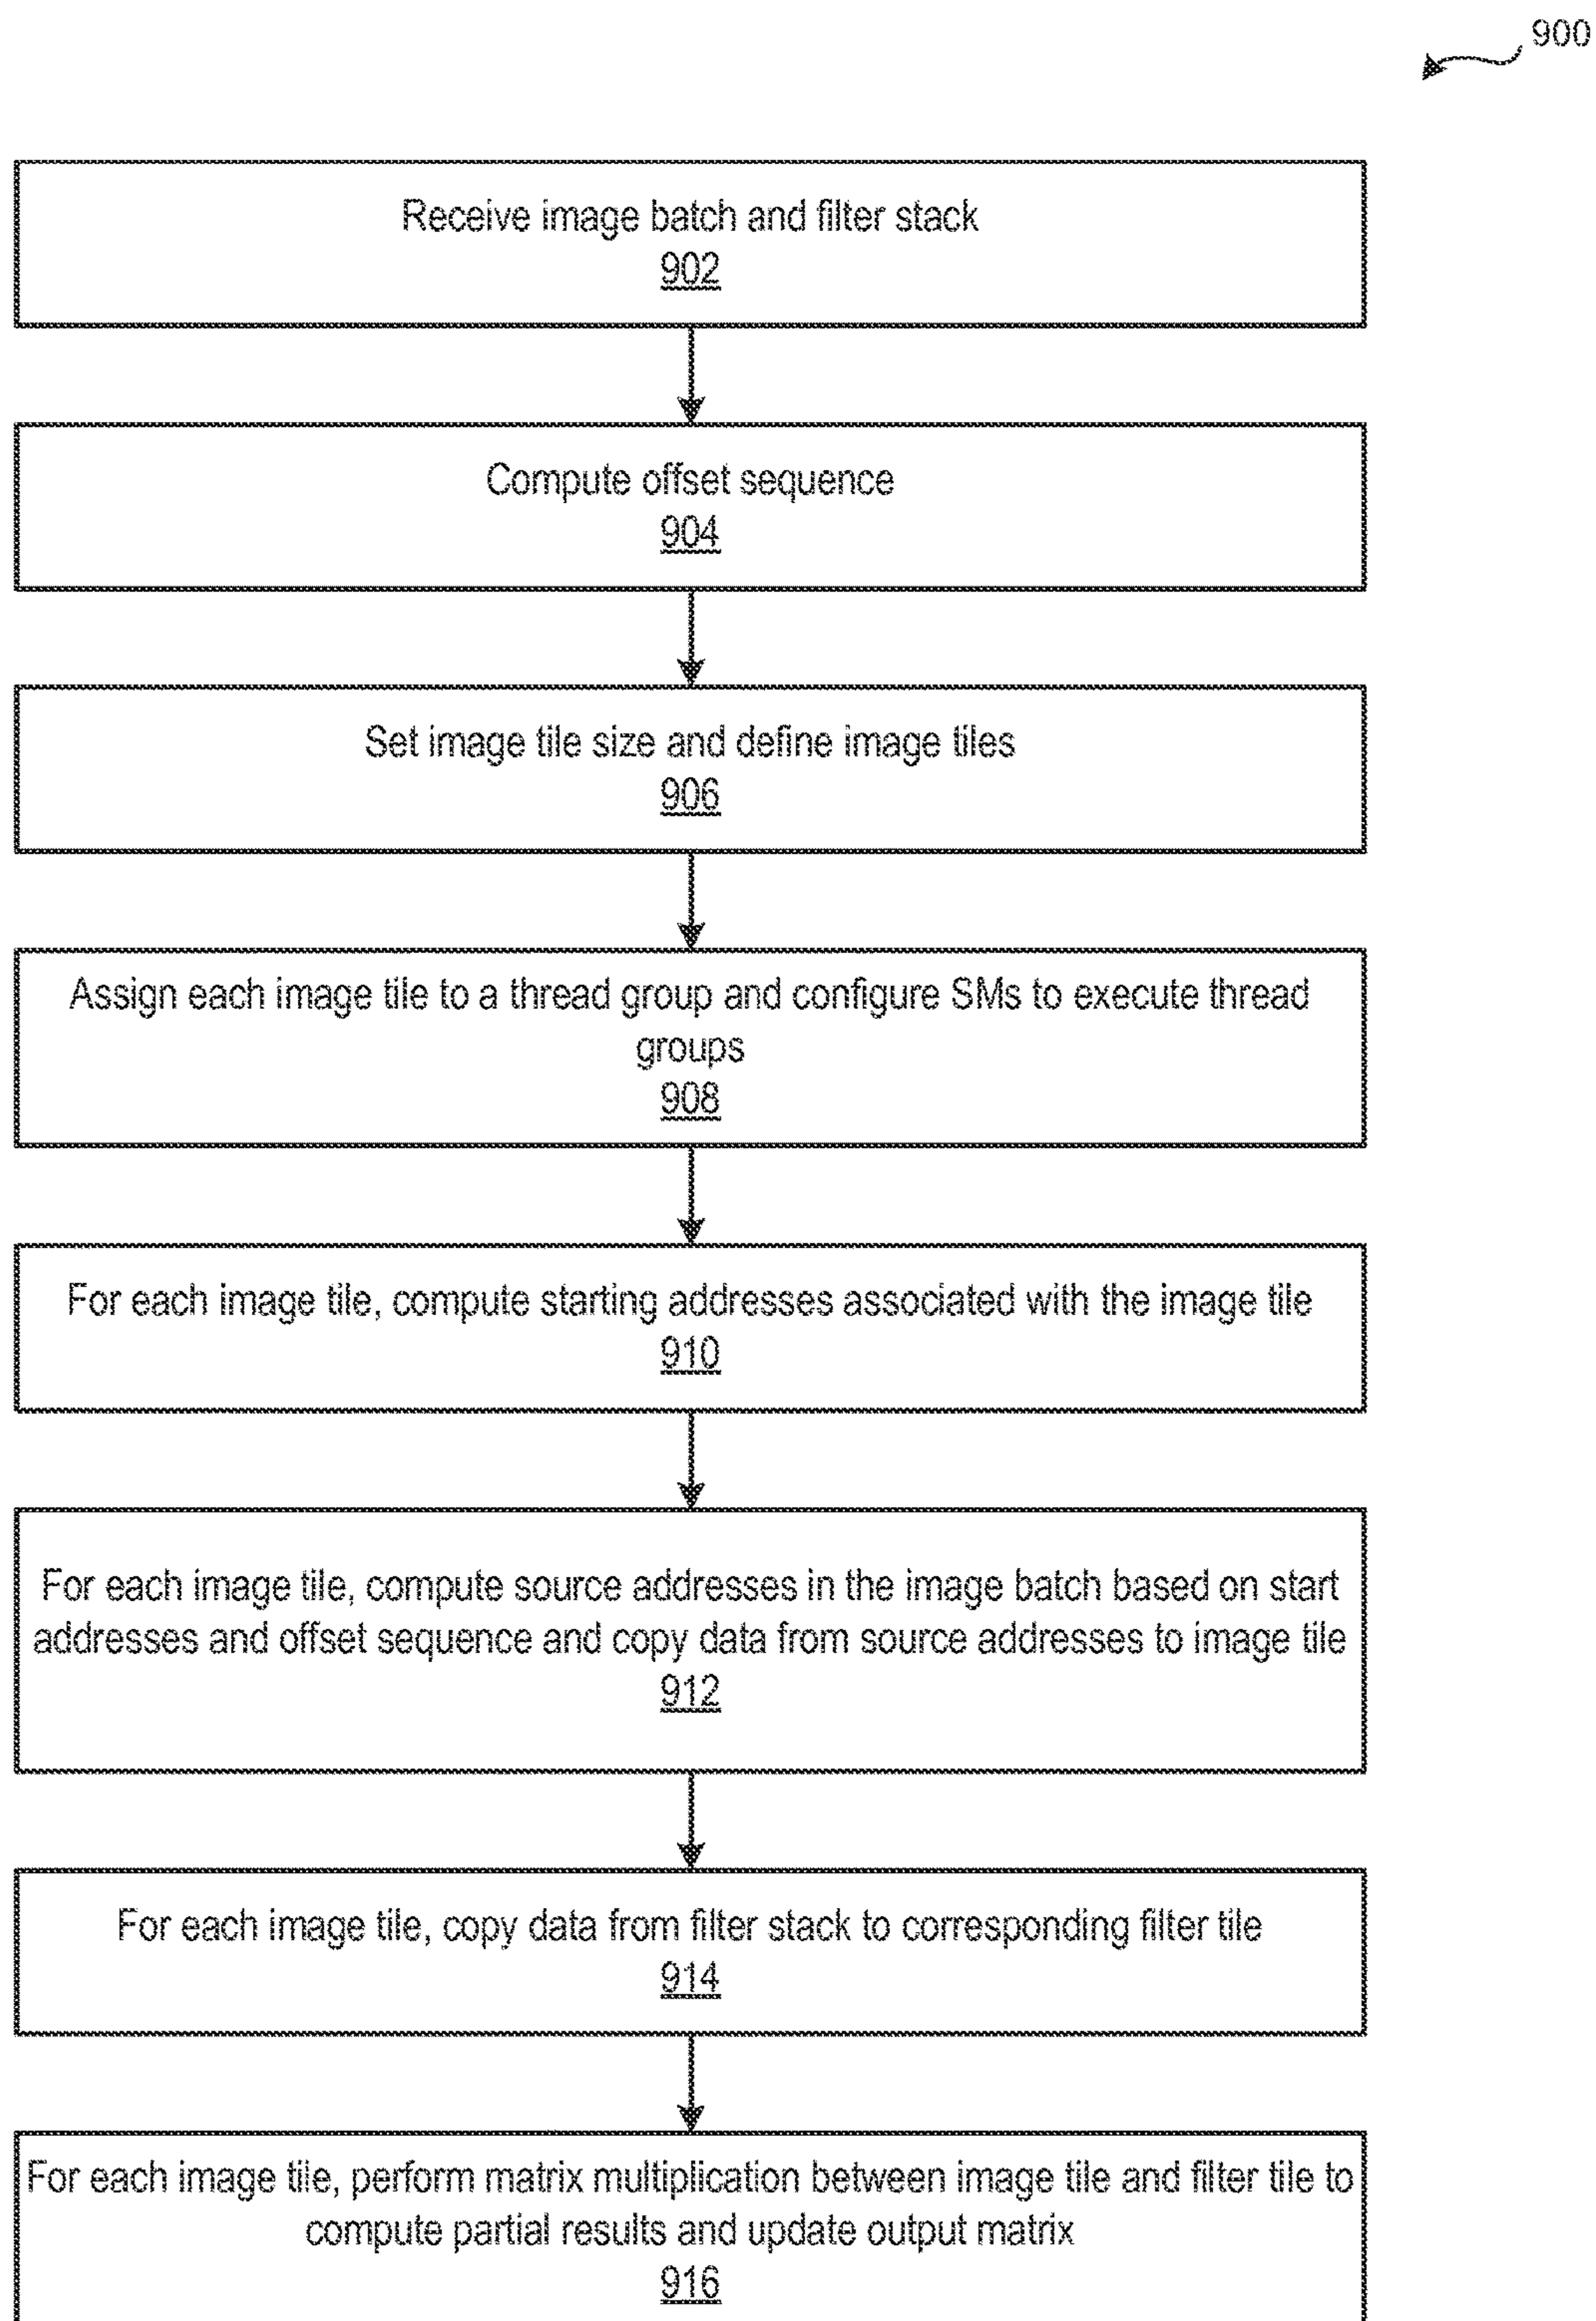 900
Receive image batch and filter stack
902
Compute offset sequence
904
Set image tile size and define image tiles
906
Assign each image tile to a thread group and configure SMs to execute thread
groups
908
For each image tile, compute starting addresses associated with the image tile
910
For each image tile, compute source addresses in the image batch based on start
addresses and offset sequence and copy data from source addresses to image tile
912
For each image tile, copy data from filter stack to corresponding filter tile
914
For each image tile, perform matrix multiplication between image tile and filter tile to
compute partial results and update output matrix
916